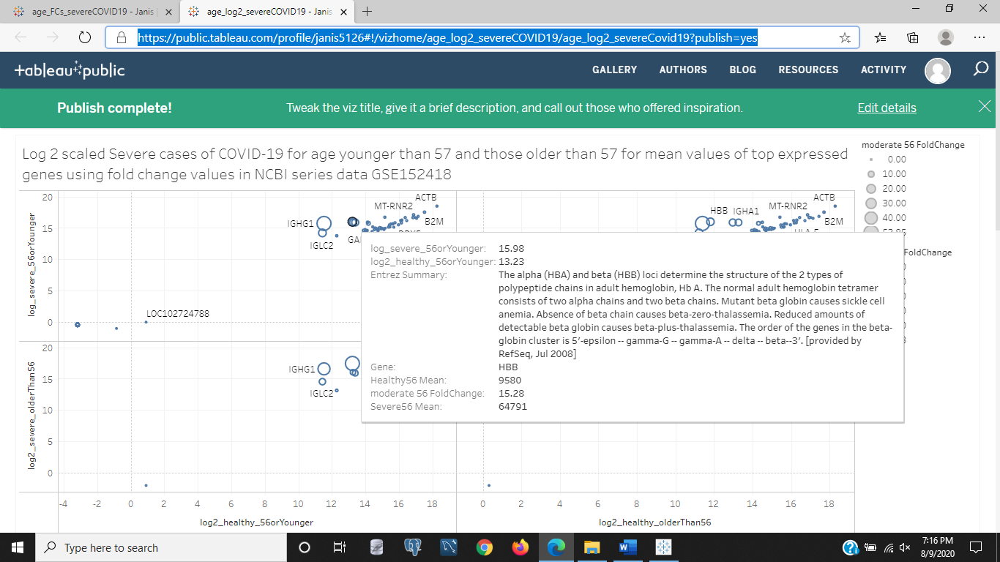 age_FCs_severeCOVID19 - Janis
age_log2_severeCOVID19 - Janis
https://public.tableau.com/profile/janis5126#!/vizhome/age_log2_severeCOVID19/age_log2_severeCovid19?publish=yes
+ableau public
GALLERY AUTHORS BLOG RESOURCES ACTIVITY
Publish complete! Tweak the viz title, give it a brief description, and call out those who offered inspiration. Edit details
Log 2 scaled Severe cases of COVID-19 for age younger than 57 and those older than 57 for mean values of top expressed
genes using fold change values in NCBI series data GSE152418
moderate 56 FoldChange
0.00
10.00
20.00
30.00
40.00
FoldChange
log_severe_56orYounger
20
15
10
5
0
ACTB
MT-RNR2
IGHG1
B2M
IGLC2
LOC102724788
HBB IGHA1
MT-RNR2
ACTB
B2M
log_severe_56orYounger: 15.98
log2_healthy_56orYounger: 13.23
Entrez Summary: The alpha (HBA) and beta (HBB) loci determine the structure of the 2 types of
polypeptide chains in adult hemoglobin, Hb A. The normal adult hemoglobin tetramer
consists of two alpha chains and two beta chains. Mutant beta globin causes sickle cell
anemia. Absence of beta chain causes beta-zero-thalassemia. Reduced amounts of
detectable beta globin causes beta-plus-thalassemia. The order of the genes in the beta-
globin cluster is 5'-epsilon -- gamma-G -- gamma-A -- delta -- beta--3'. [provided by
RefSeq, Jul 2008]
Gene: HBB
Healthy56 Mean: 9580
moderate 56 FoldChange: 15.28
Severe56 Mean: 64791
log2_severe_olderThan56
20
15
10
5
0
IGHG1
IGLC2
-4 -2 0 2 4 6 8 10 12 14 16 18
0 2 4 6 8 10 12 14 16 18
log2_healthy_56orYounger
log2_healthy_olderThan56
Type here to search
7:16 PM
8/9/2020